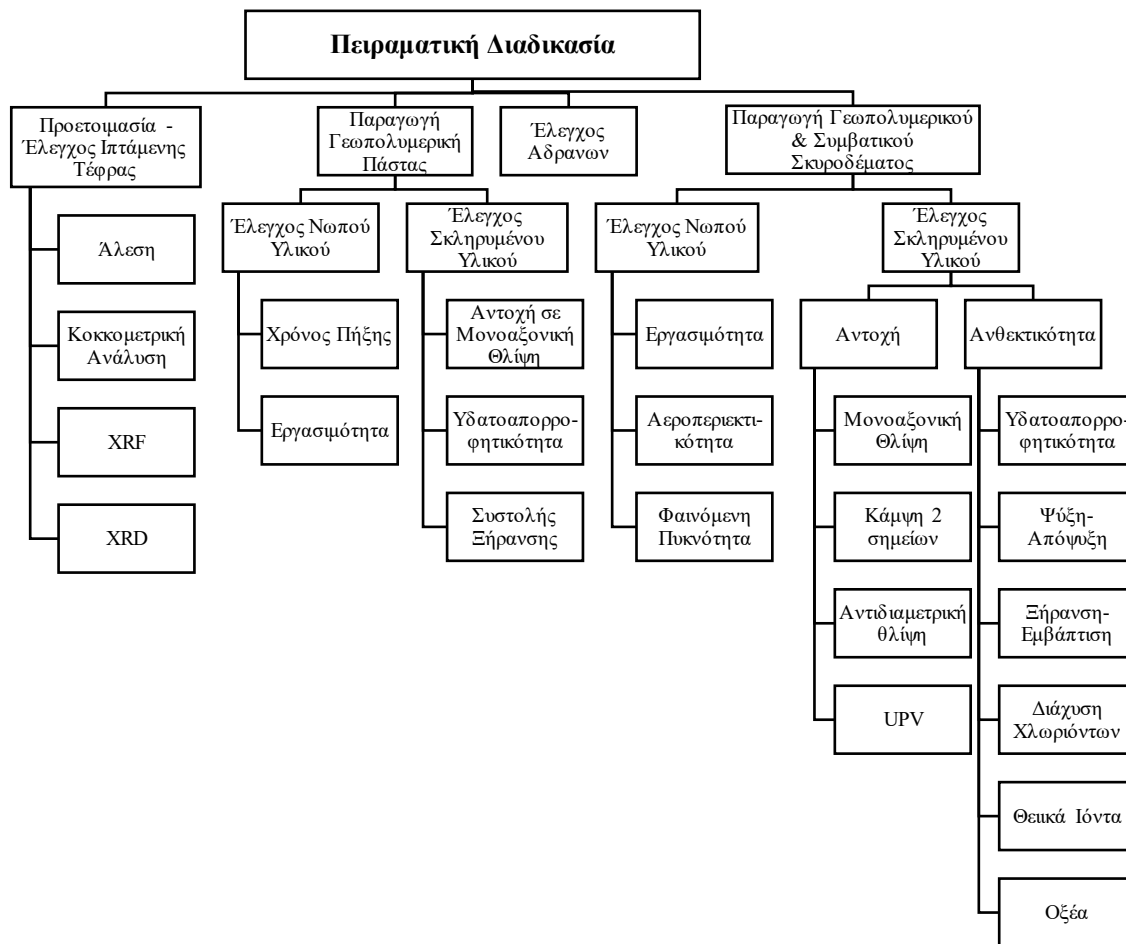 Πειραματική Διαδικασία
Προετοιμασία -
Έλεγχος Ιπτάμενης
Τέφρας
Άλεση
Κοκκομετρική
Ανάλυση
XRF
XRD
Παραγωγή
Γεωπολυμερική
Πάστας
Έλεγχος Νωπού
Υλικού
Χρόνος Πήξης
Εργασιμότητα
Έλεγχος
Σκληρυμένου
Υλικού
Αντοχή σε
Μονοαξονική
Θλίψη
Υδατοαπορρο-
φητικότητα
Συστολής
Ξήρανσης
Έλεγχος
Αδρανων
Παραγωγή Γεωπολυμερικού
& Συμβατικού
Σκυροδέματος
Έλεγχος Νωπού
Υλικού
Εργασιμότητα
Αεροπεριεκτι-
κότητα
Φαινόμενη
Πυκνότητα
Έλεγχος
Σκληρυμένου
Υλικού
Αντοχή
Μονοαξονική
Θλίψη
Κάμψη 2
σημείων
Αντιδιαμετρική
θλίψη
UPV
Ανθεκτικότητα
Υδατοαπορρο-
φητικότητα
Ψύξη-
Απόψυξη
Ξήρανση-
Εμβάπτιση
Διάχυση
Χλωριόντων
Θειικά Ιόντα
Οξέα